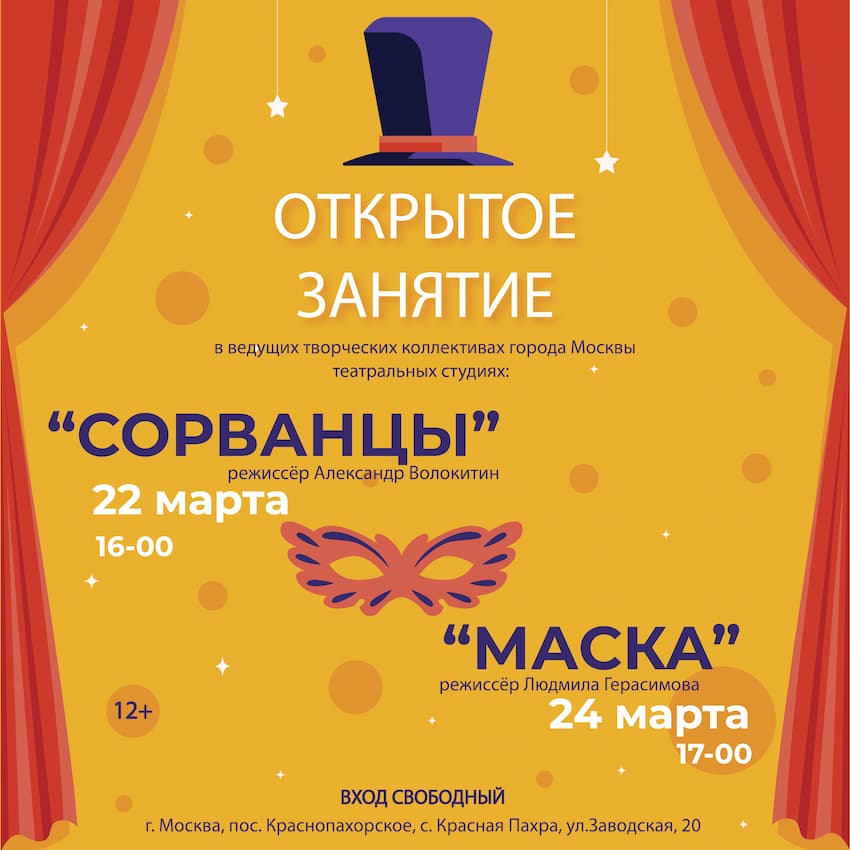 ОТКРЫТОЕ
ЗАНЯТИЕ
в ведущих творческих коллективах города Москвы
театральных студиях:
“СОРВАНЦЫ”
режиссёр Александр Волокитин
22 марта
16-00
“МАСКА”
режиссёр Людмила Герасимова
24 марта
17-00
12+
ВХОД СВОБОДНЫЙ
г. Москва, пос. Краснопахорское, с. Красная Пахра, ул.Заводская, 20